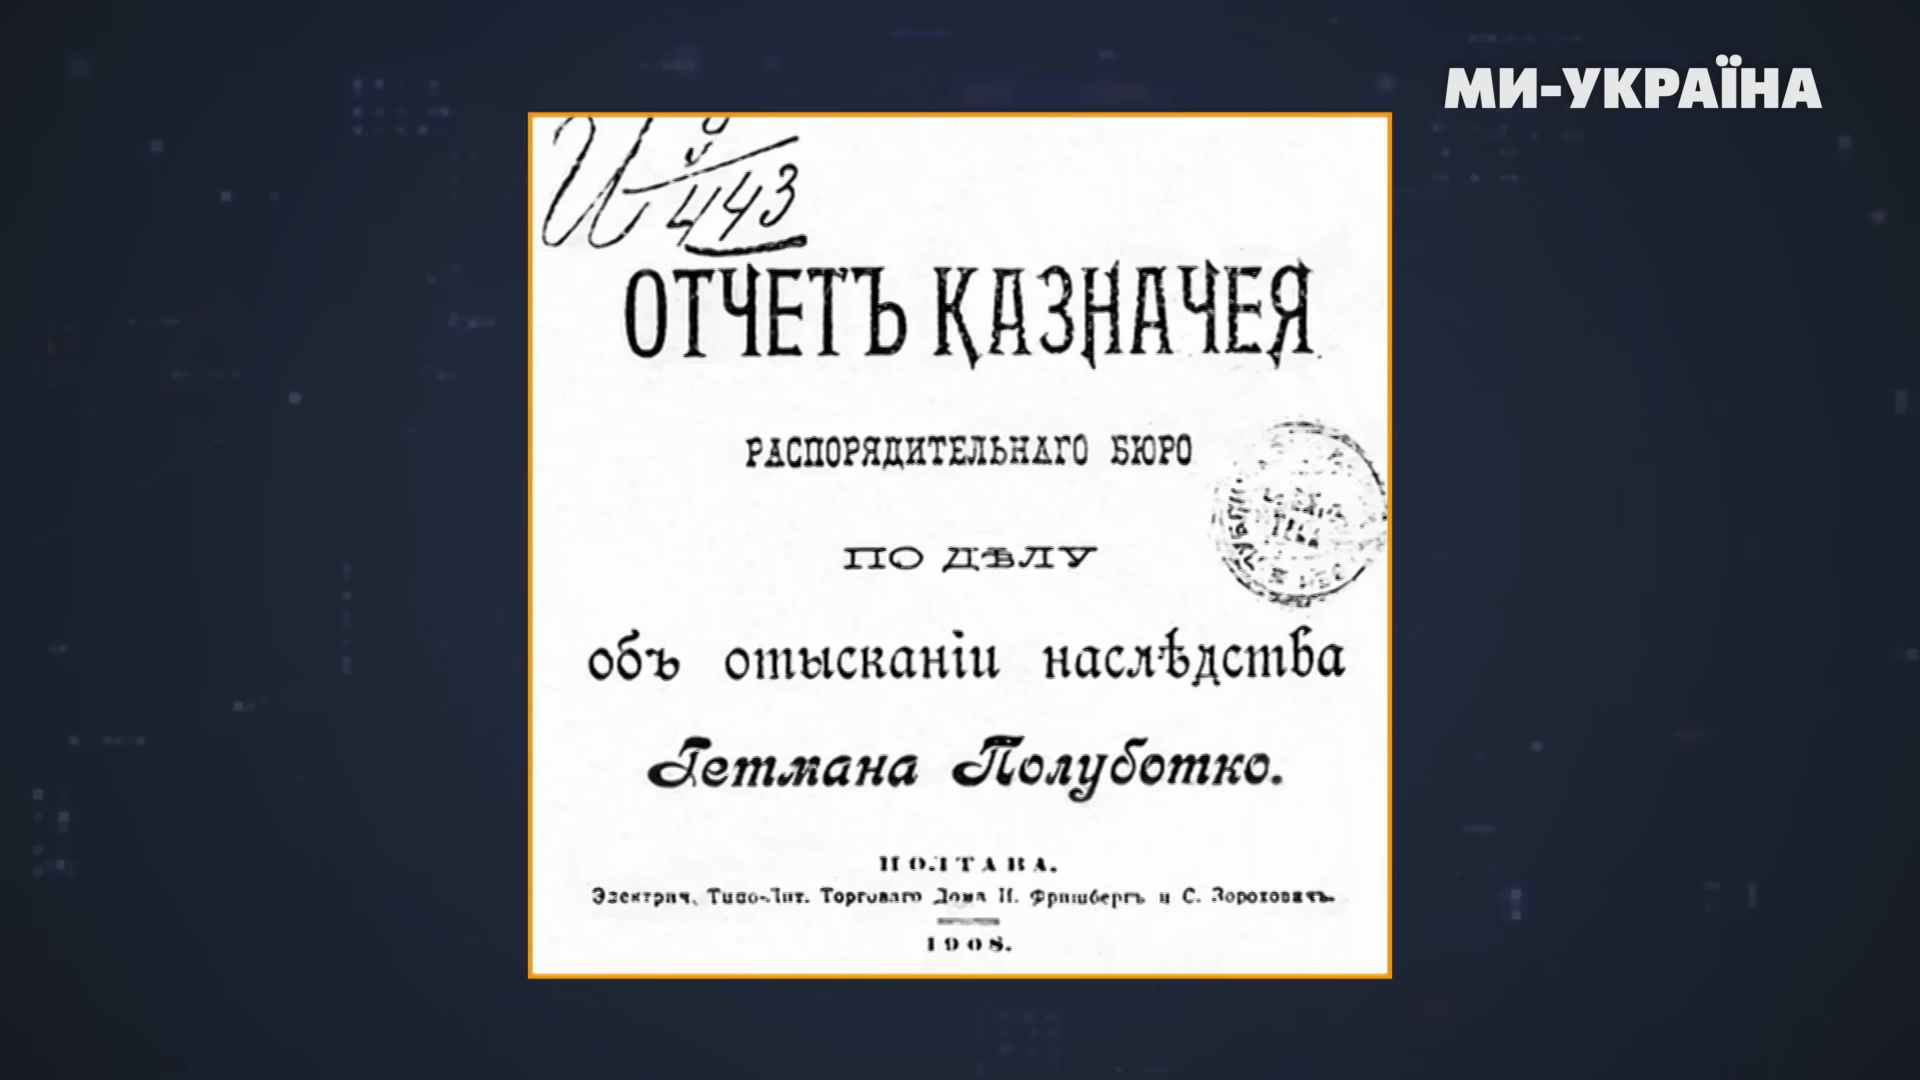 МИ-УКРАЇНА
И 443
ОТЧЕТЪ КАЗНАЧЕЯ
РАСПОРЯДИТЕЛЬНАГО БЮРО
ПО ДѢЛУ
объ отысканіи наслѣдства
Гетмана Полуботко.
ПОЛТАВА.
Электрич. Типо-Лит. Торговаго Дома И. Фришбергъ и С. Зороховичъ.
1908.